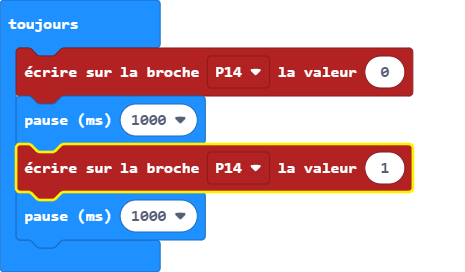 toujours
écrire sur la broche P14 la valeur 0
pause (ms) 1000
écrire sur la broche P14 la valeur 1
pause (ms) 1000